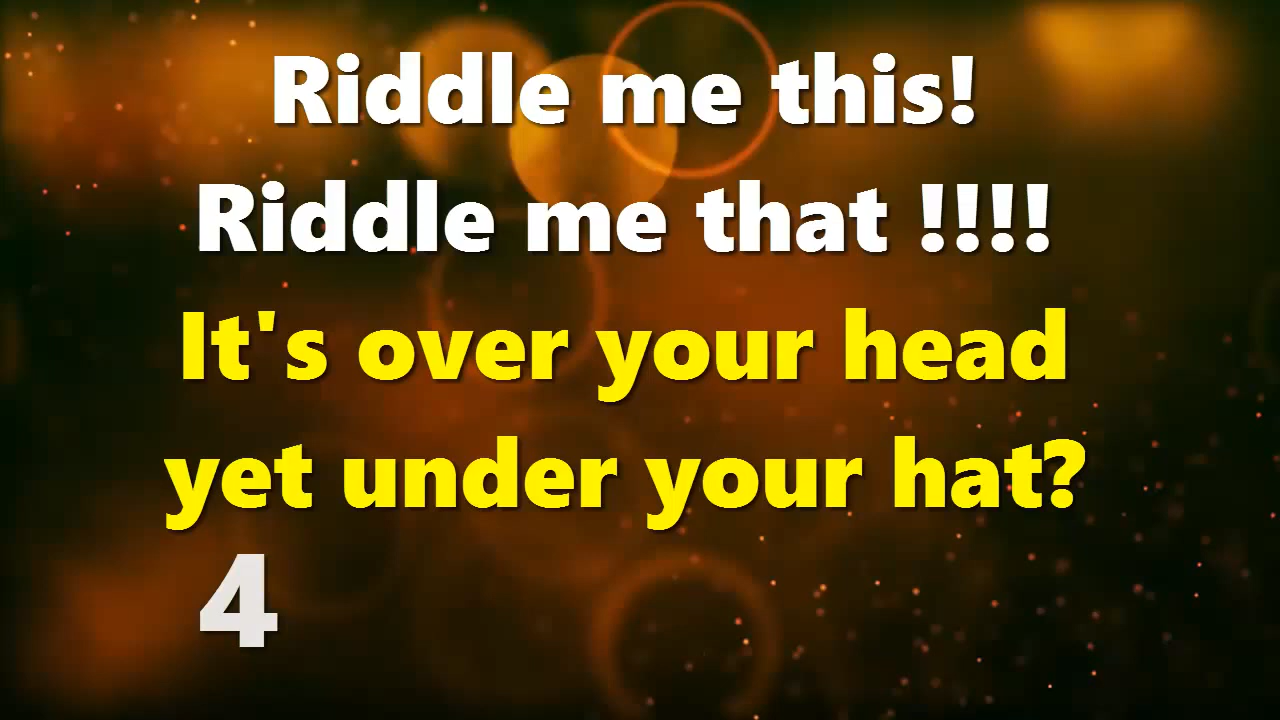 Riddle me this!
Riddle me that !!!!
It's over your head
yet under your hat?
4